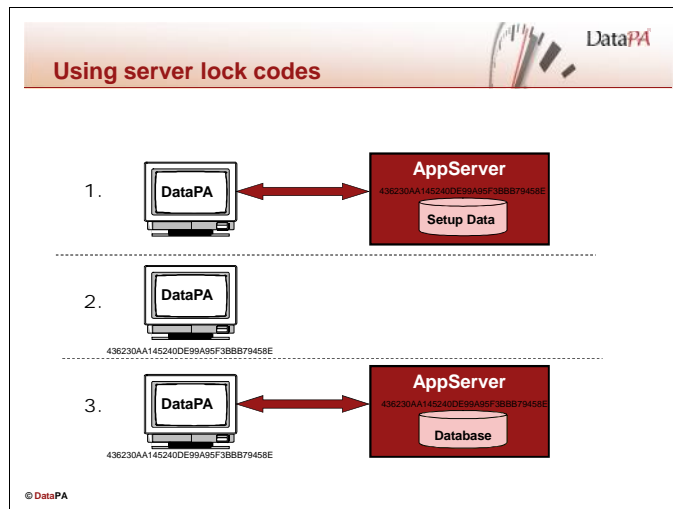 DataPA
Using server lock codes
1.
DataPA
AppServer
436230AA145240DE99A95F3BBB79458E
Setup Data
2.
DataPA
436230AA145240DE99A95F3BBB79458E
3.
DataPA
436230AA145240DE99A95F3BBB79458E
AppServer
436230AA145240DE99A95F3BBB79458E
Database
© DataPA